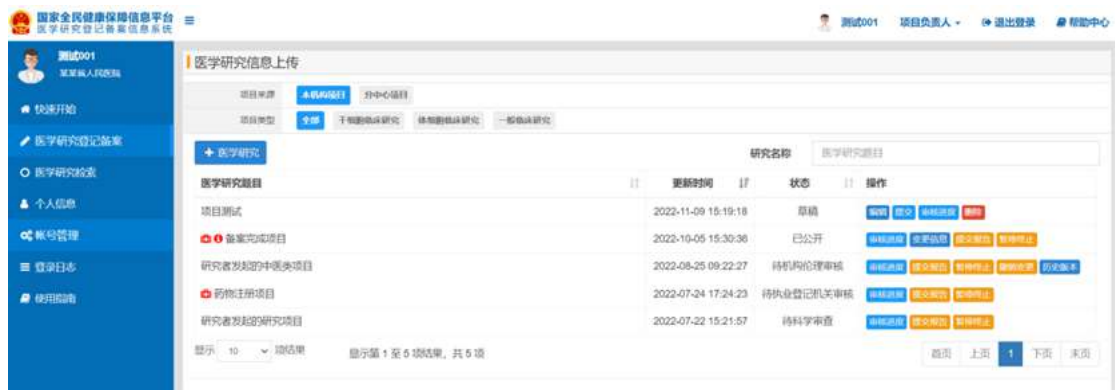 国家全民健康保障信息平台
医学研究登记备案信息系统
测试001 项目负责人 退出登录 帮助中心
测试001
某某省人民医院
快速开始
医学研究登记备案
医学研究检索
个人信息
帐号管理
登录日志
使用指南
医学研究信息上传
项目来源 本机构项目 分中心项目
项目类型 全部 干细胞临床研究 体细胞临床研究 一般临床研究
+ 医学研究 研究名称 医学研究题目
医学研究题目 更新时间 状态 操作
项目测试 2022-11-09 15:19:18 草稿 编辑 提交 审核进度 删除
备案完成项目 2022-10-05 15:30:36 已公开 审核进度 变更信息 提交报告 暂停终止
研究者发起的中医类项目 2022-08-25 09:22:27 待机构伦理审核 审核进度 提交报告 暂停终止 撤销变更 历史版本
药物注册项目 2022-07-24 17:24:23 待执业登记机关审核 审核进度 提交报告 暂停终止
研究者发起的研究项目 2022-07-22 15:21:57 待科学审查 审核进度 提交报告 暂停终止
显示 10 项结果 显示第 1 至 5 项结果，共 5 项 首页 上页 1 下页 末页